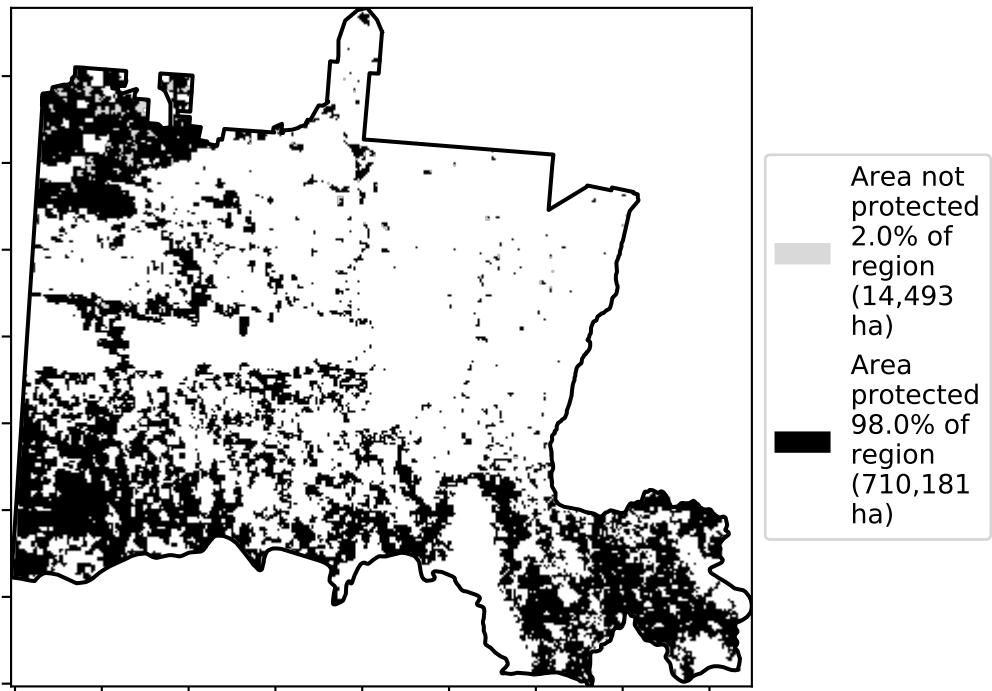 Area not
protected
2.0% of
region
(14,493
ha)
Area
protected
98.0% of
region
(710,181
ha)